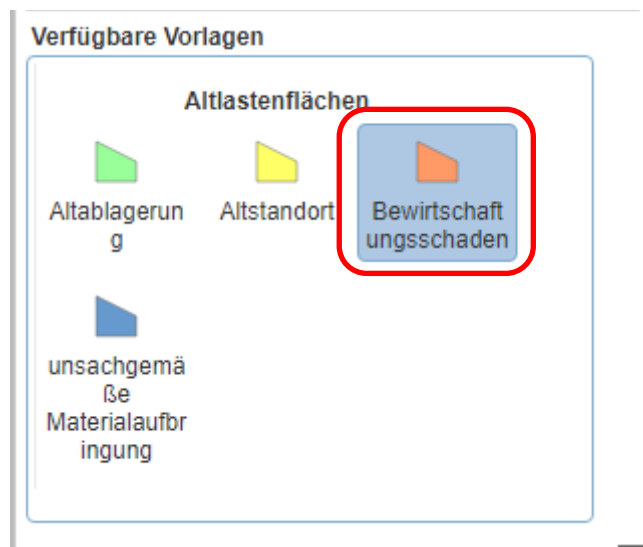 Verfügbare Vorlagen
Altlastenflächen
Altablagerun
g
Altstandort
Bewirtschaft
ungsschaden
unsachgemä
ße
Materialaufbr
ingung